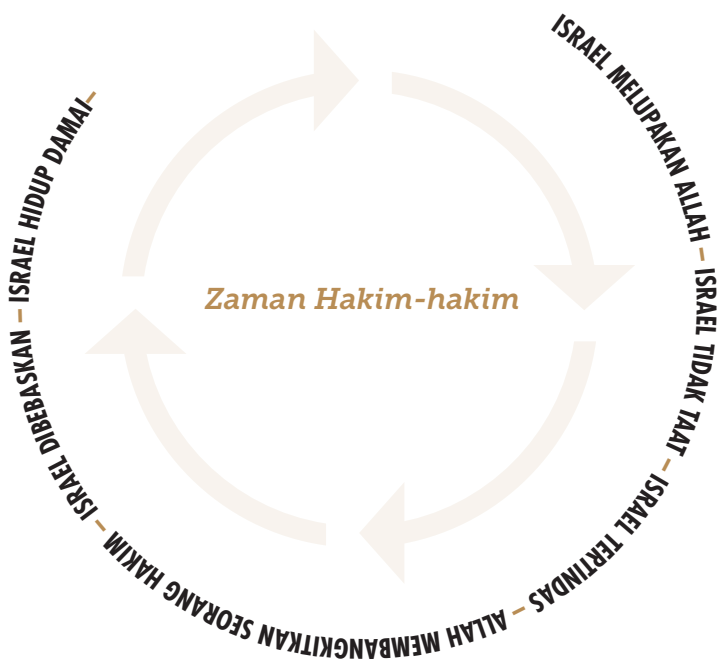 ISRAEL MELUPAKAN ALLAH – ISRAEL TIDAK TAAT – ISRAEL TERTINDAS – ALLAH MEMBANGKITKAN SEORANG HAKIM – ISRAEL DIBEBASKAN – ISRAEL HIDUP DAMAI–
Zaman Hakim-hakim